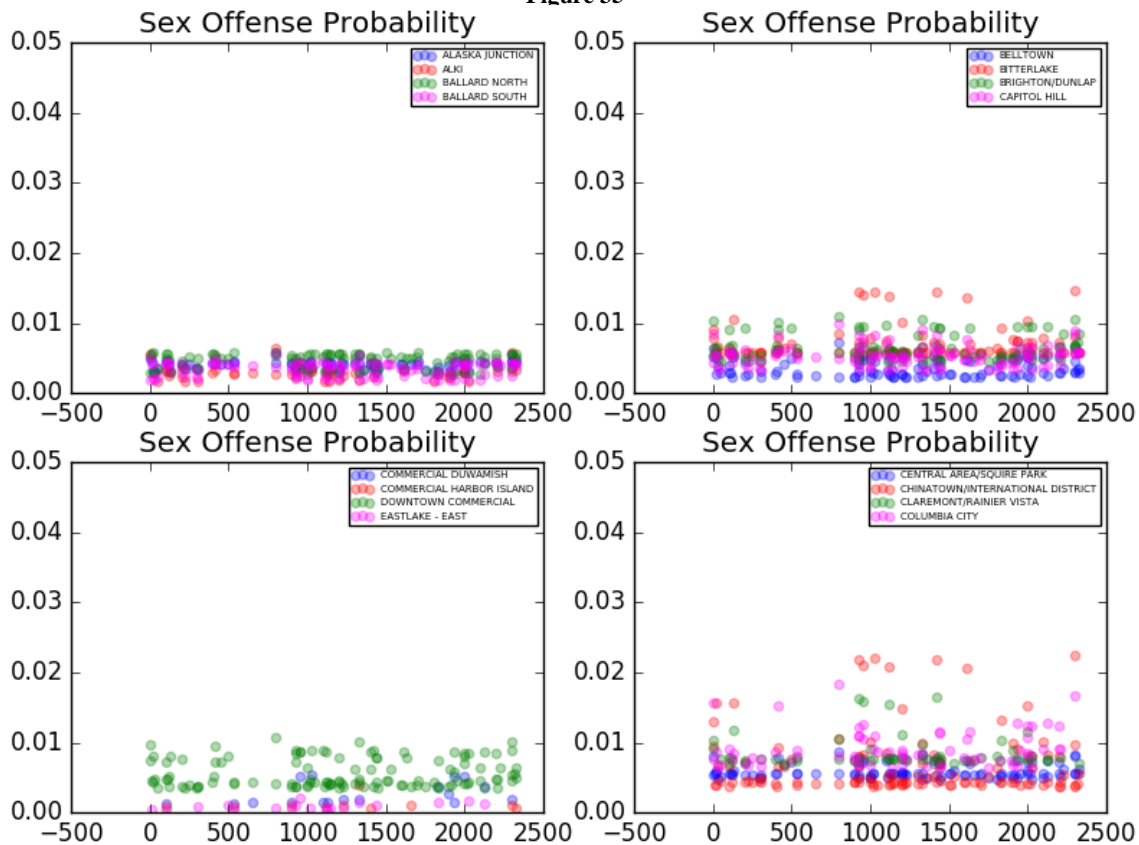 Figure 35
Sex Offense Probability
Sex Offense Probability
0.05
0.04
0.03
0.02
0.01
0.00
−500 0 500 1000 1500 2000 2500
ALASKA JUNCTION
ALKI
BALLARD NORTH
BALLARD SOUTH
0.05
0.04
0.03
0.02
0.01
0.00
−500 0 500 1000 1500 2000 2500
BELLTOWN
BITTERLAKE
BRIGHTON/DUNLAP
CAPITOL HILL
Sex Offense Probability
Sex Offense Probability
0.05
0.04
0.03
0.02
0.01
0.00
−500 0 500 1000 1500 2000 2500
COMMERCIAL DUWAMISH
COMMERCIAL HARBOR ISLAND
DOWNTOWN COMMERCIAL
EASTLAKE - EAST
0.05
0.04
0.03
0.02
0.01
0.00
−500 0 500 1000 1500 2000 2500
CENTRAL AREA/SQUIRE PARK
CHINATOWN/INTERNATIONAL DISTRICT
CLAREMONT/RAINIER VISTA
COLUMBIA CITY